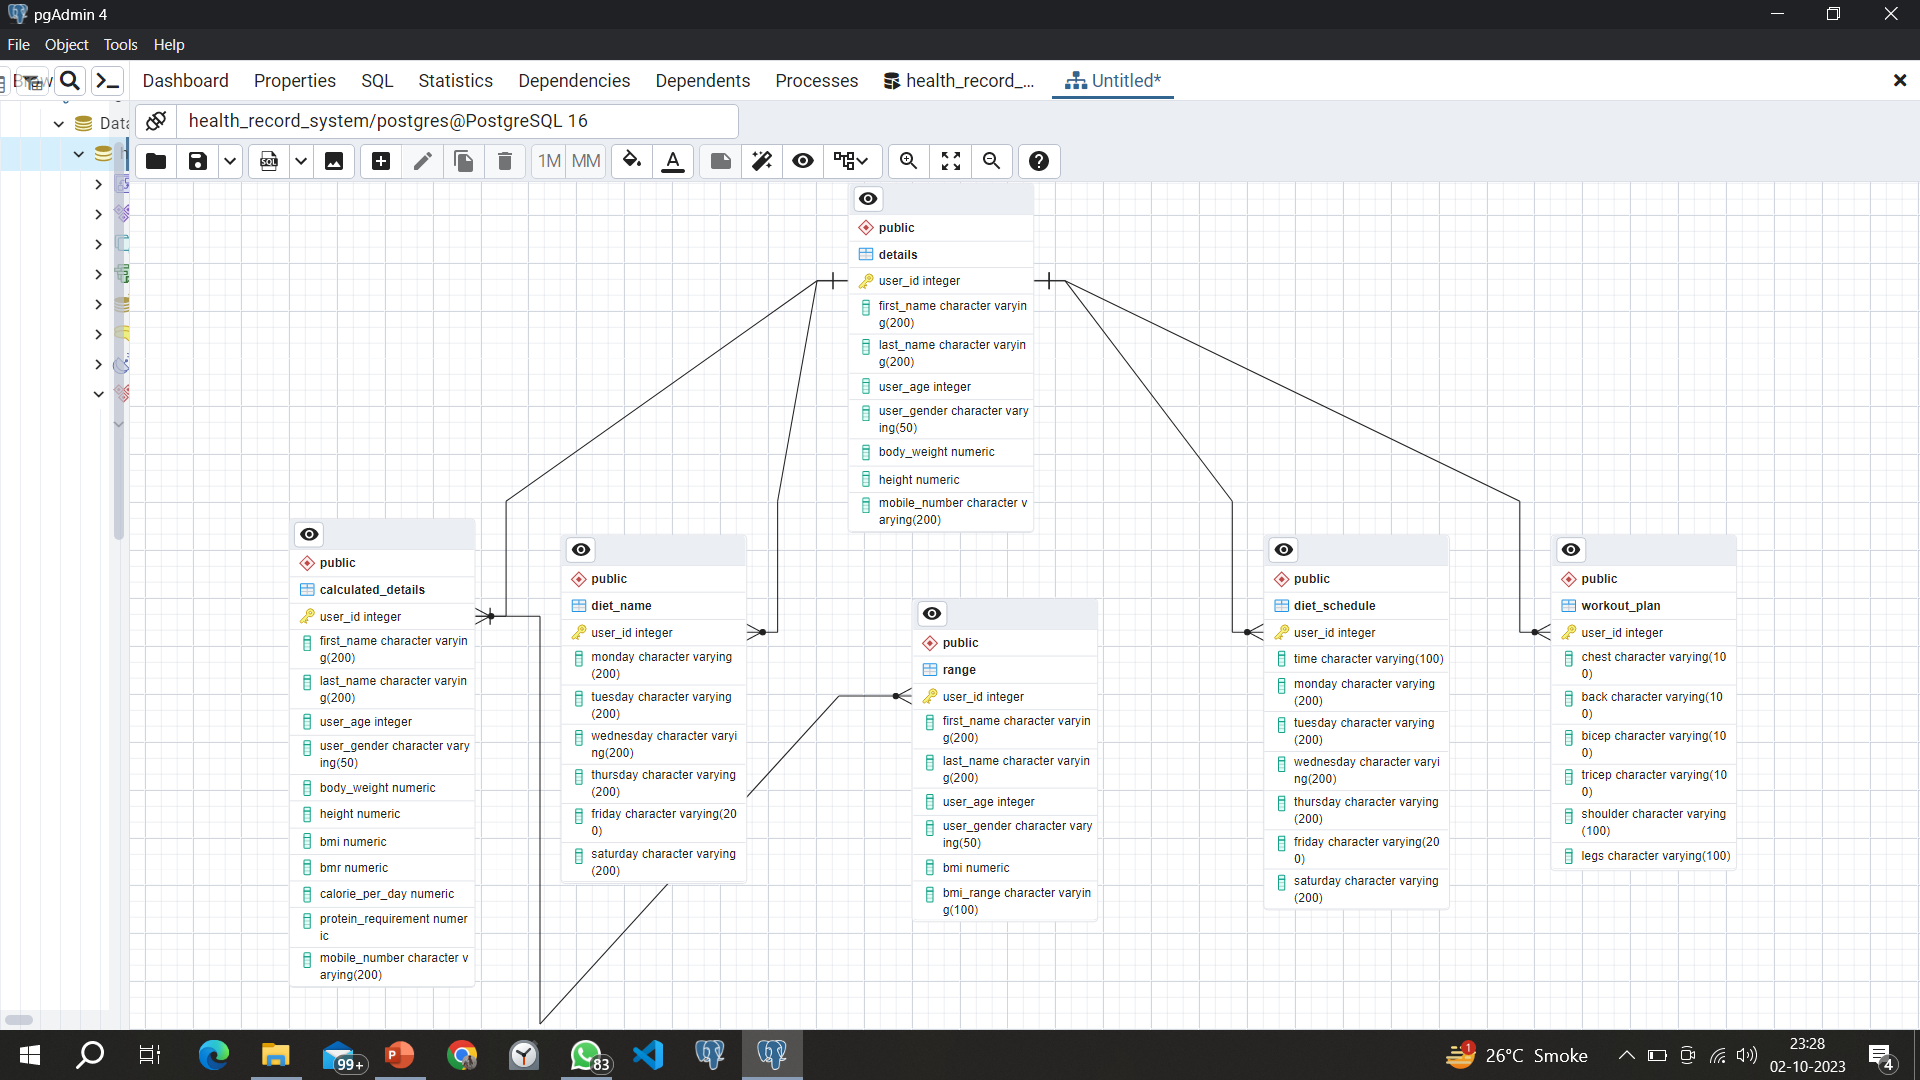 pgAdmin 4
File Object Tools Help
Dashboard Properties SQL Statistics Dependencies Dependents Processes health_record_... Untitled*
Data
health_record_system/postgres@PostgreSQL 16
SQL 1M MM A
public
details
user_id integer
first_name character varyin
g(200)
last_name character varyin
g(200)
user_age integer
user_gender character vary
ing(50)
body_weight numeric
height numeric
mobile_number character v
arying(200)
public
calculated_details
user_id integer
first_name character varyin
g(200)
last_name character varyin
g(200)
user_age integer
user_gender character vary
ing(50)
body_weight numeric
height numeric
bmi numeric
bmr numeric
calorie_per_day numeric
protein_requirement numer
ic
mobile_number character v
arying(200)
public
diet_name
user_id integer
monday character varying
(200)
tuesday character varying
(200)
wednesday character varyi
ng(200)
thursday character varying
(200)
friday character varying(20
0)
saturday character varying
(200)
public
range
user_id integer
first_name character varyin
g(200)
last_name character varyin
g(200)
user_age integer
user_gender character vary
ing(50)
bmi numeric
bmi_range character varyin
g(100)
public
diet_schedule
user_id integer
time character varying(100)
monday character varying
(200)
tuesday character varying
(200)
wednesday character varyi
ng(200)
thursday character varying
(200)
friday character varying(20
0)
saturday character varying
(200)
public
workout_plan
user_id integer
chest character varying(10
0)
back character varying(10
0)
bicep character varying(10
0)
tricep character varying(10
0)
shoulder character varying
(100)
legs character varying(100)
99+
83
1
26°C Smoke
23:28
02-10-2023
4